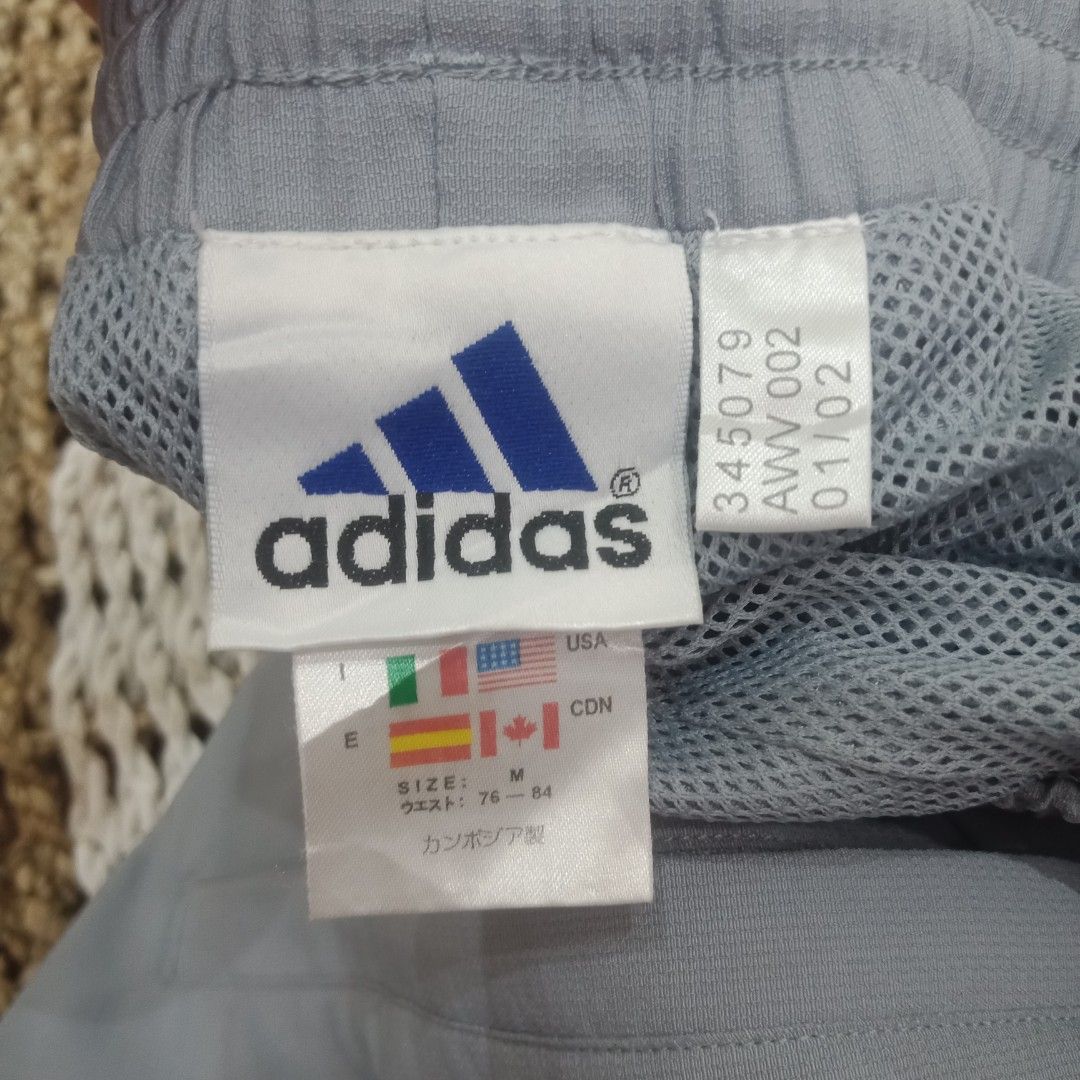 adidas®
345079
AWV 002
01/02
I USA
E CDN
SIZE: M
ウエスト: 76 — 84
カンボジア製